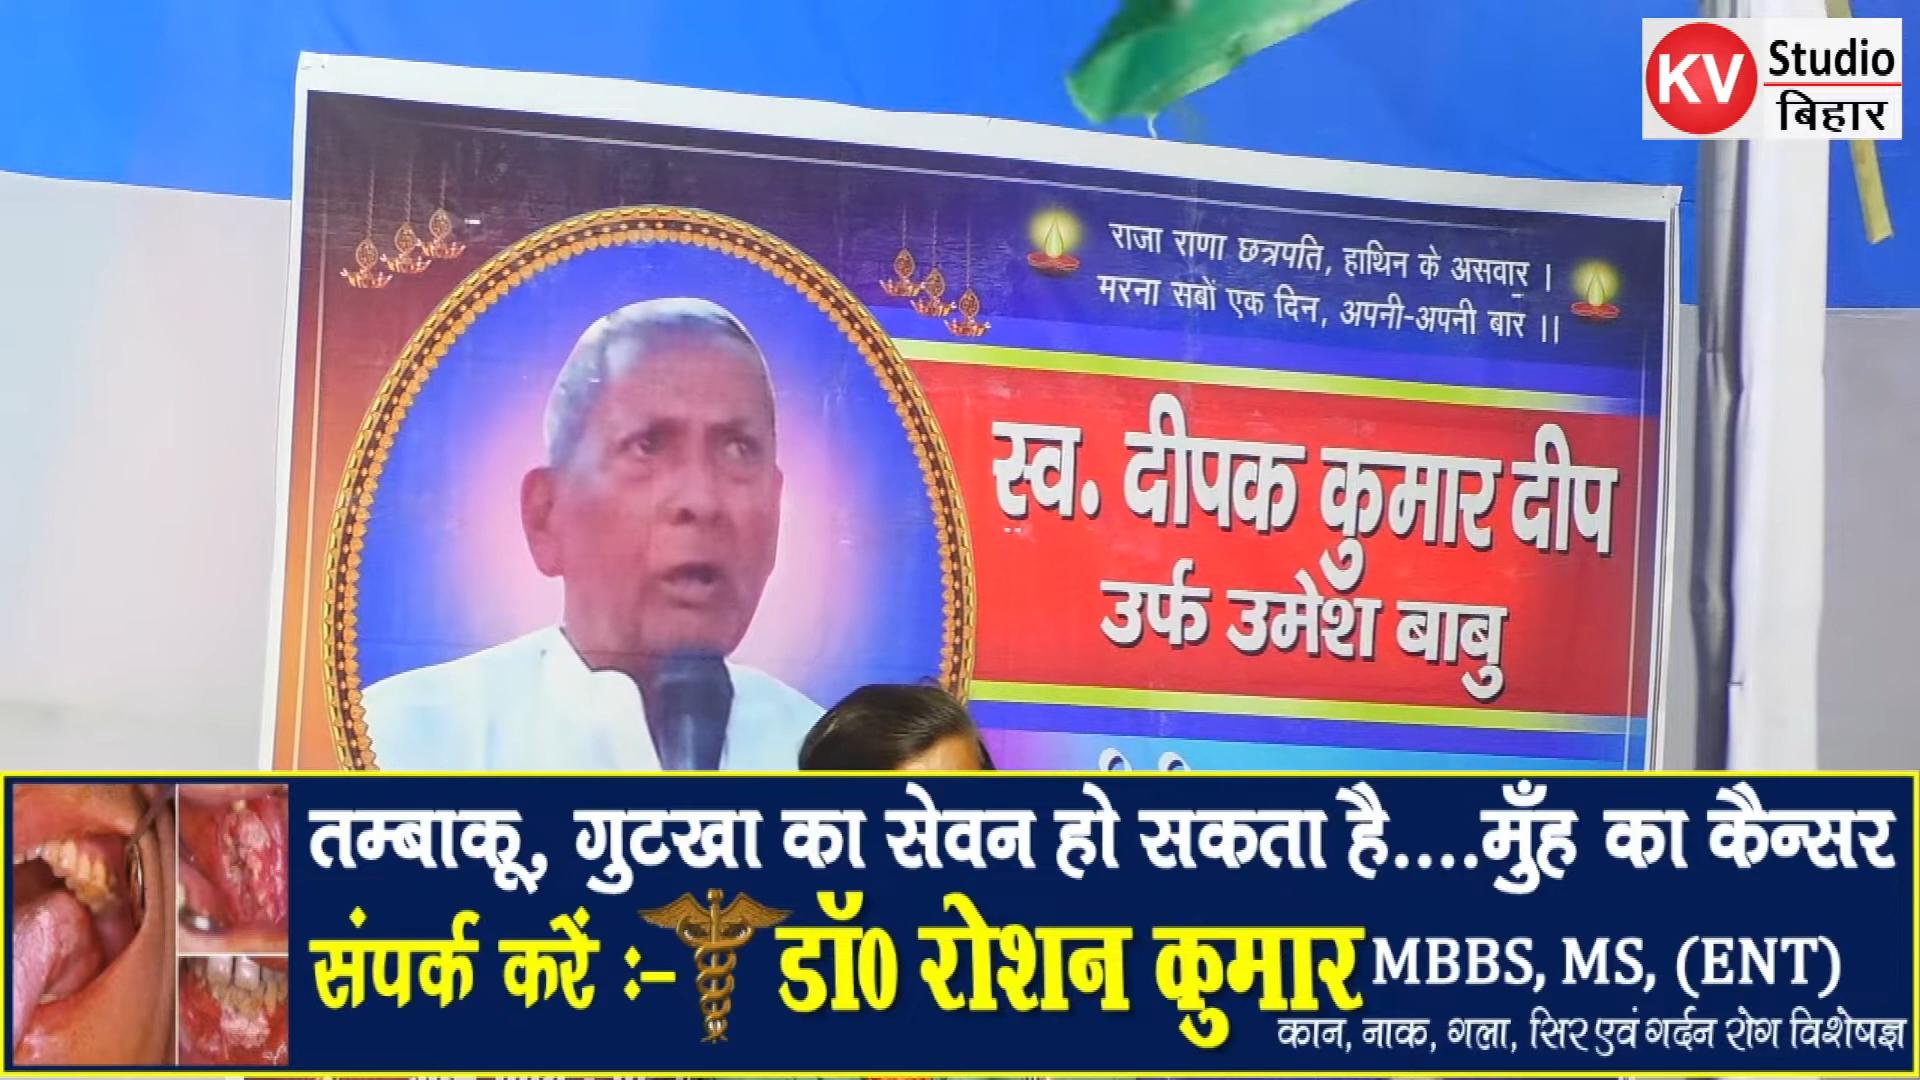 KV Studio
बिहार
राजा राणा छत्रपति, हाथिन के असवार ।
मरना सबों एक दिन, अपनी-अपनी बार ।।
स्व. दीपक कुमार दीप
उर्फ उमेश बाबु
तम्बाकू, गुटखा का सेवन हो सकता है....मुँह का कैन्सर
संपर्क करें :- डॉ0 रोशन कुमार MBBS, MS, (ENT)
कान, नाक, गला, सिर एवं गर्दन रोग विशेषज्ञ